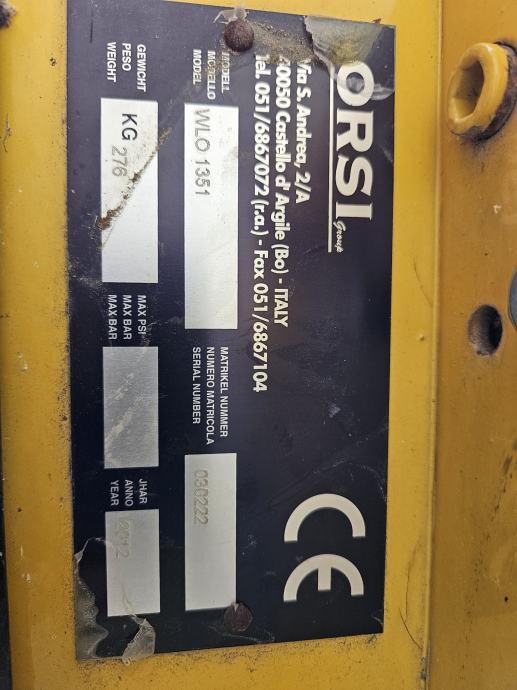 ORSI Group
Via S. Andrea, 2/A
40050 Castello d' Argile (Bo) - ITALY
Tel. 051/6867072 (r.a.) - Fax 051/6867104
CE
MODELL
MODELLO
MODEL
WLO 1351
MATRIKEL NUMMER
NUMERO MATRICOLA
SERIAL NUMBER
030222
GEWICHT
PESO
WEIGHT
KG 276
MAX PSI
MAX BAR
MAX BAR
JHAR
ANNO
YEAR
2012